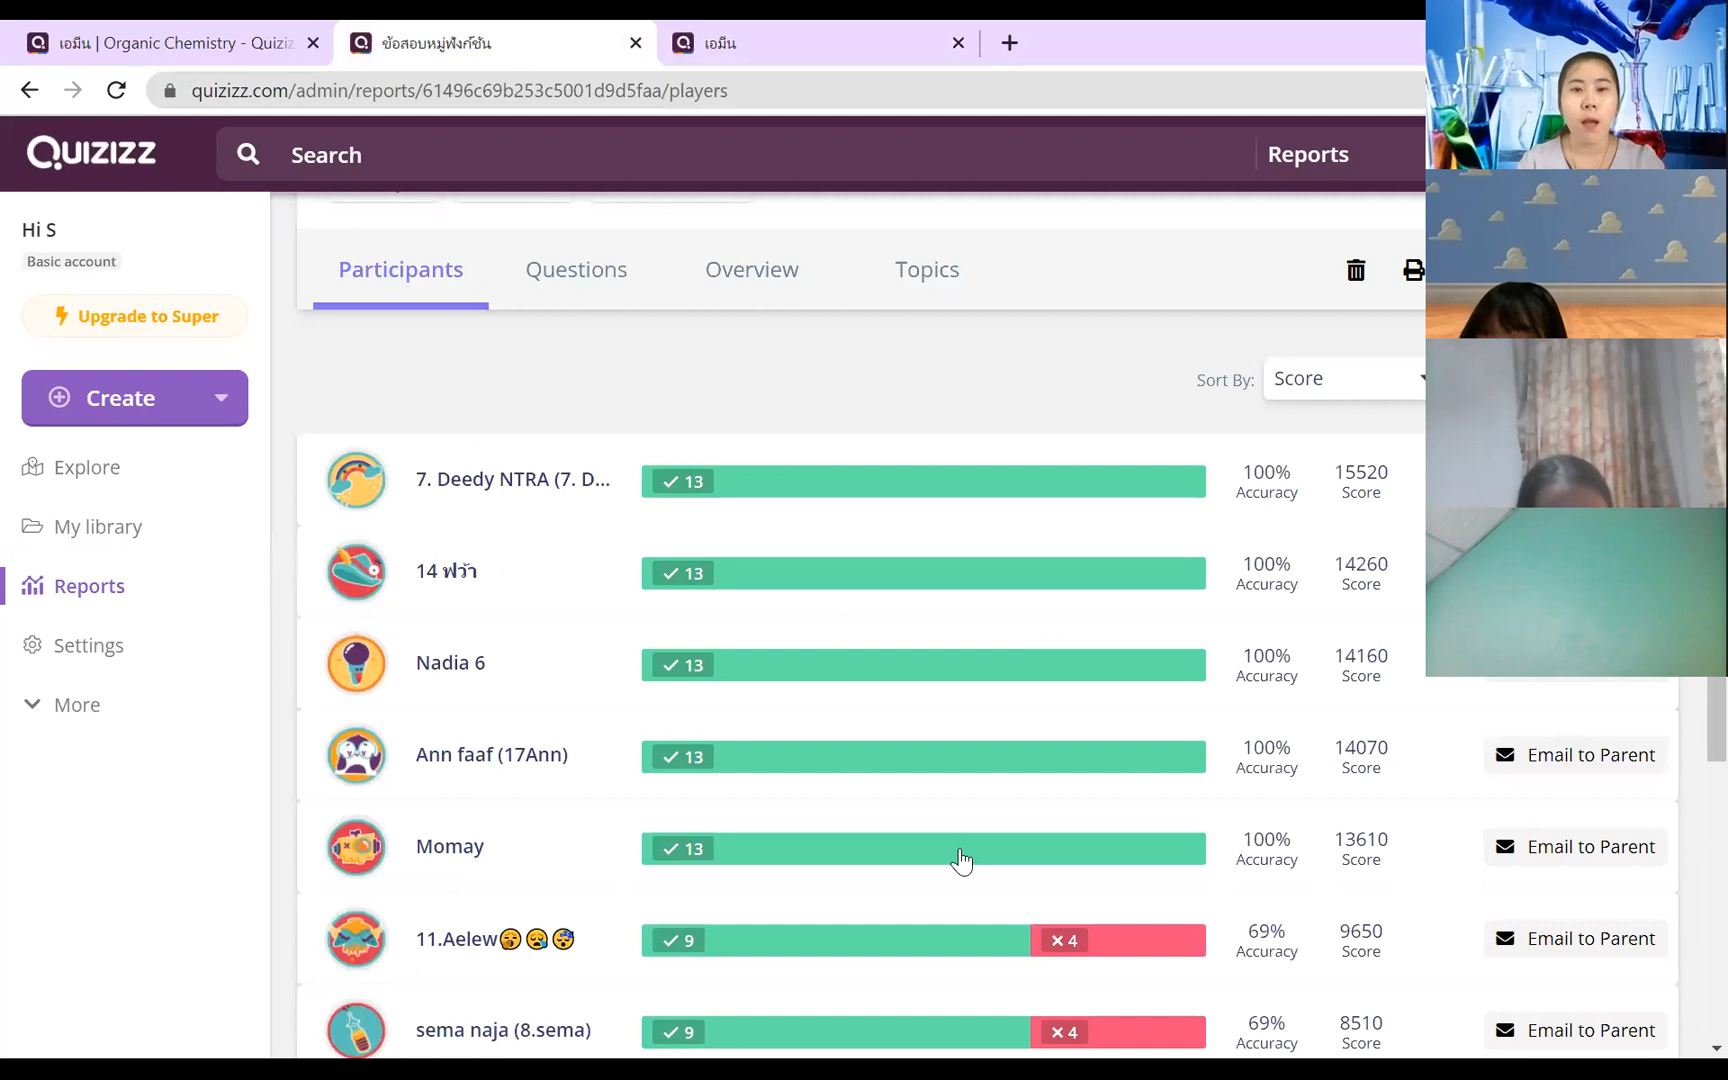 เอมีน | Organic Chemistry - Quiziz
ข้อสอบหมู่ฟังก์ชัน
เอมีน
quizizz.com/admin/reports/61496c69b253c5001d9d5faa/players
Quizizz
Search
Reports
Hi S
Basic account
Upgrade to Super
Create
Explore
My library
Reports
Settings
More
Participants Questions Overview Topics
Sort By: Score
7. Deedy NTRA (7. D... 13 100% Accuracy 15520 Score
14 ฟว้า 13 100% Accuracy 14260 Score
Nadia 6 13 100% Accuracy 14160 Score
Ann faaf (17Ann) 13 100% Accuracy 14070 Score Email to Parent
Momay 13 100% Accuracy 13610 Score Email to Parent
11.Aelew🥱😪😴 9 4 69% Accuracy 9650 Score Email to Parent
sema naja (8.sema) 9 4 69% Accuracy 8510 Score Email to Parent